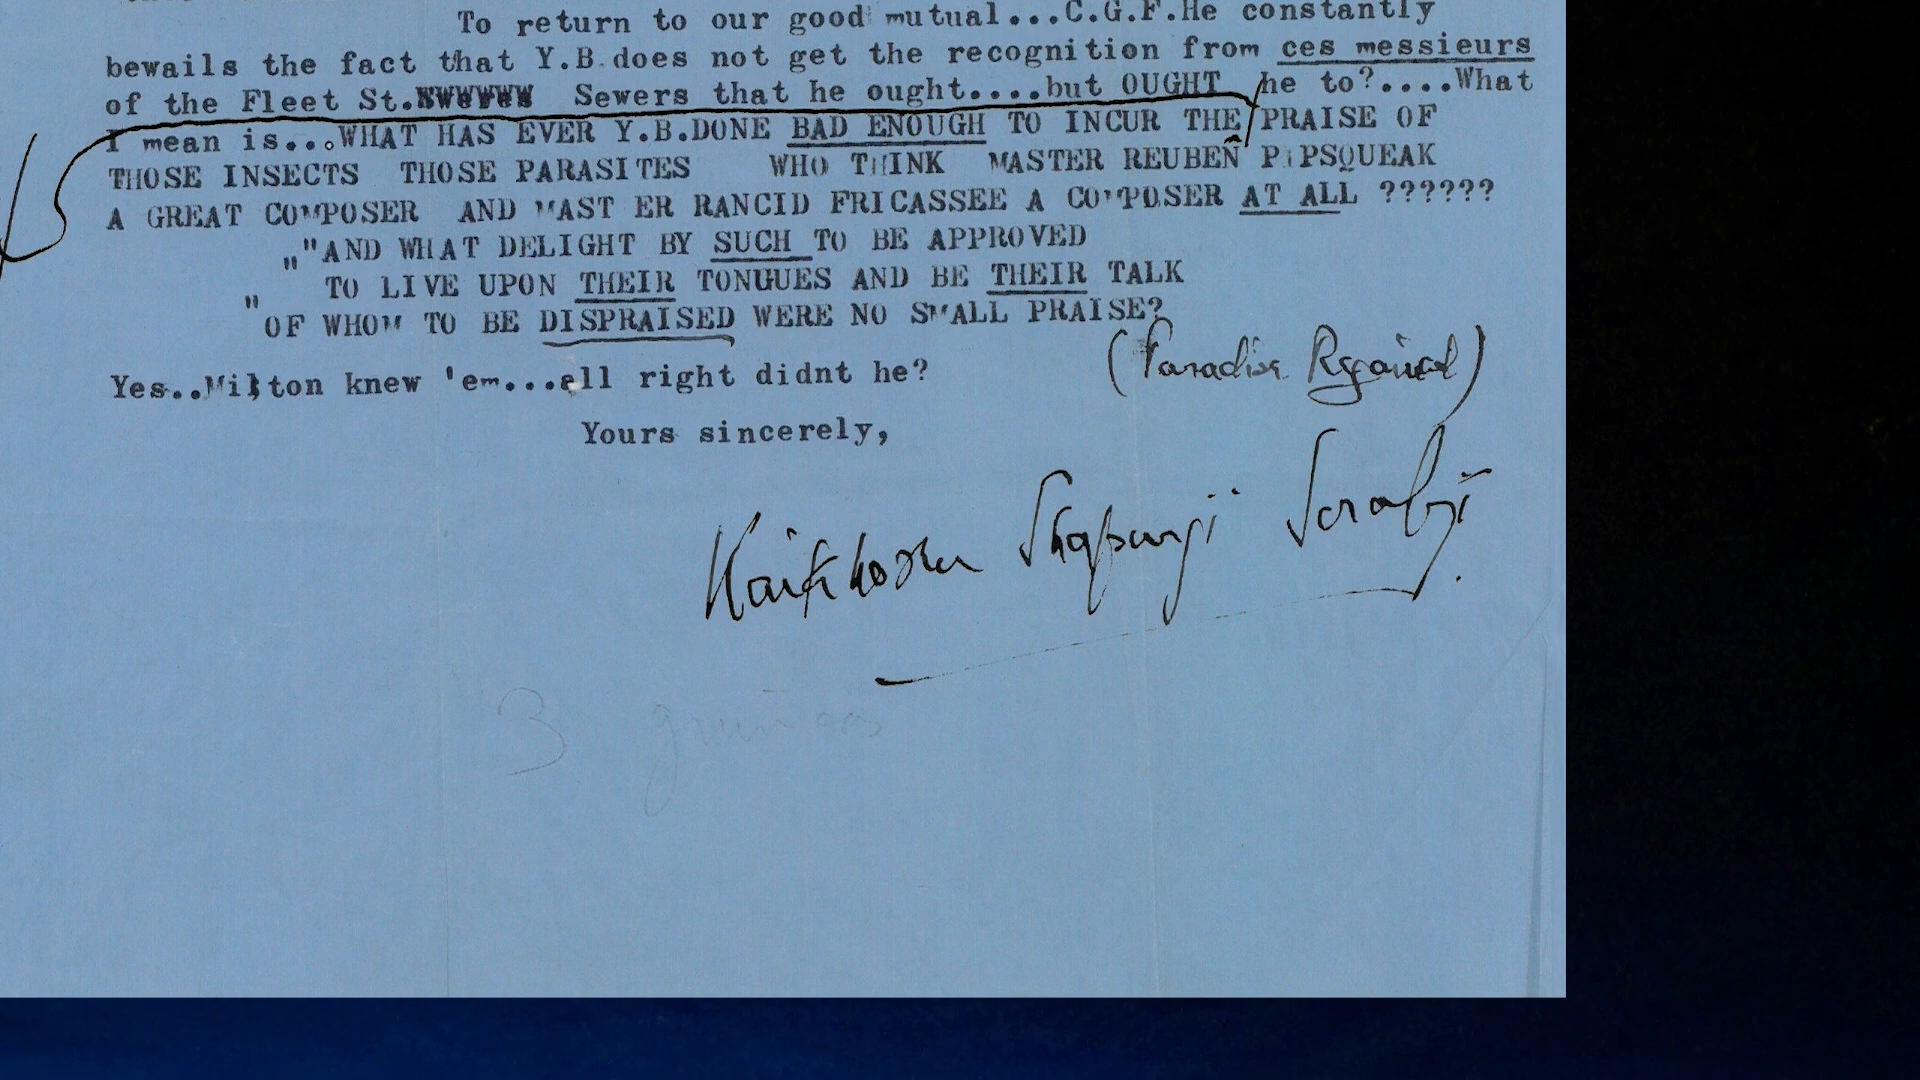 To return to our good mutual...C.G.F.He constantly
bewails the fact that Y.B.does not get the recognition from ces messieurs
of the Fleet St. Sewers that he ought....but OUGHT he to?....What
I mean is...WHAT HAS EVER Y.B.DONE BAD ENOUGH TO INCUR THE PRAISE OF
THOSE INSECTS THOSE PARASITES WHO THINK MASTER REUBEN PIPSQUEAK
A GREAT COMPOSER AND MAST ER RANCID FRICASSEE A COMPOSER AT ALL ??????
"AND WHAT DELIGHT BY SUCH TO BE APPROVED
" TO LIVE UPON THEIR TONGUES AND BE THEIR TALK
" OF WHOM TO BE DISPRAISED WERE NO SMALL PRAISE?
(Paradise Regained)
Yes..Milton knew 'em...all right didnt he?
Yours sincerely,
Kaikhosru Shapurji Sorabji
3 guineas